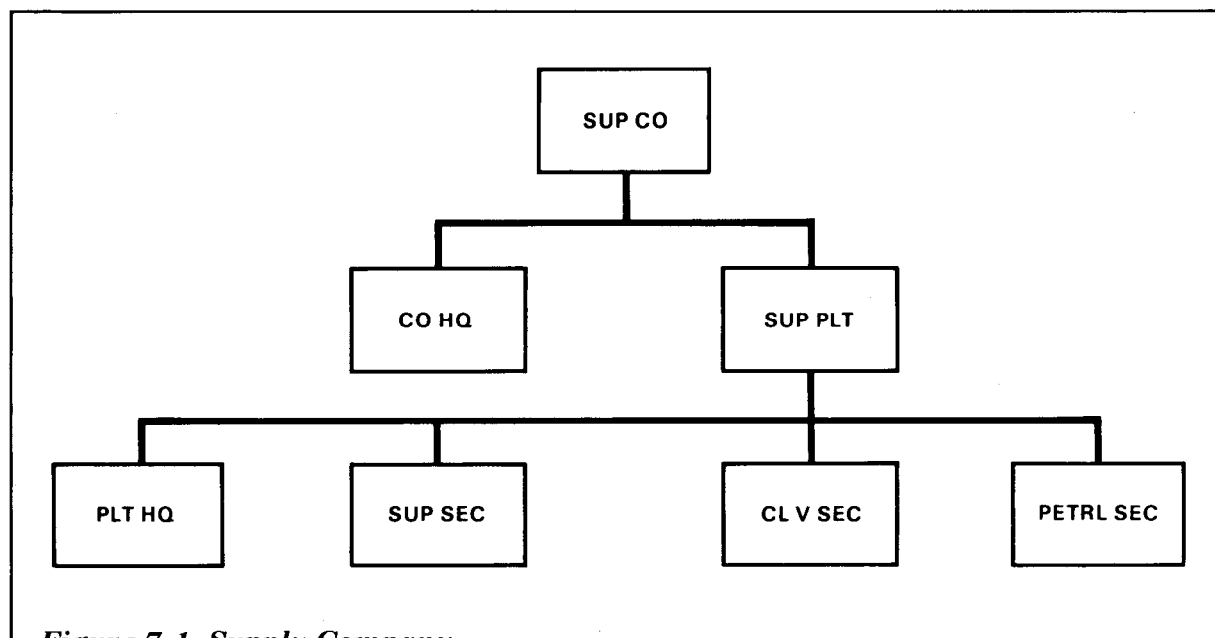 SUP CO
CO HQ
SUP PLT
PLT HQ
SUP SEC
CL V SEC
PETRL SEC
Figure 7-1. Supply Company